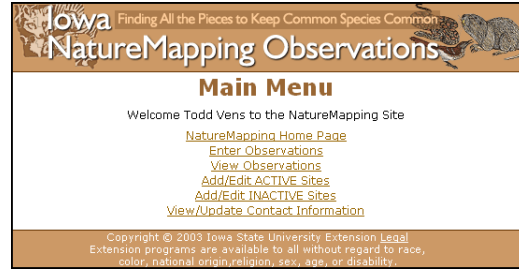 Iowa Finding All the Pieces to Keep Common Species Common
NatureMapping Observations
Main Menu
Welcome Todd Vens to the NatureMapping Site
NatureMapping Home Page
Enter Observations
View Observations
Add/Edit ACTIVE Sites
Add/Edit INACTIVE Sites
View/Update Contact Information
Copyright © 2003 Iowa State University Extension Legal
Extension programs are available to all without regard to race,
color, national origin,religion, sex, age, or disability.